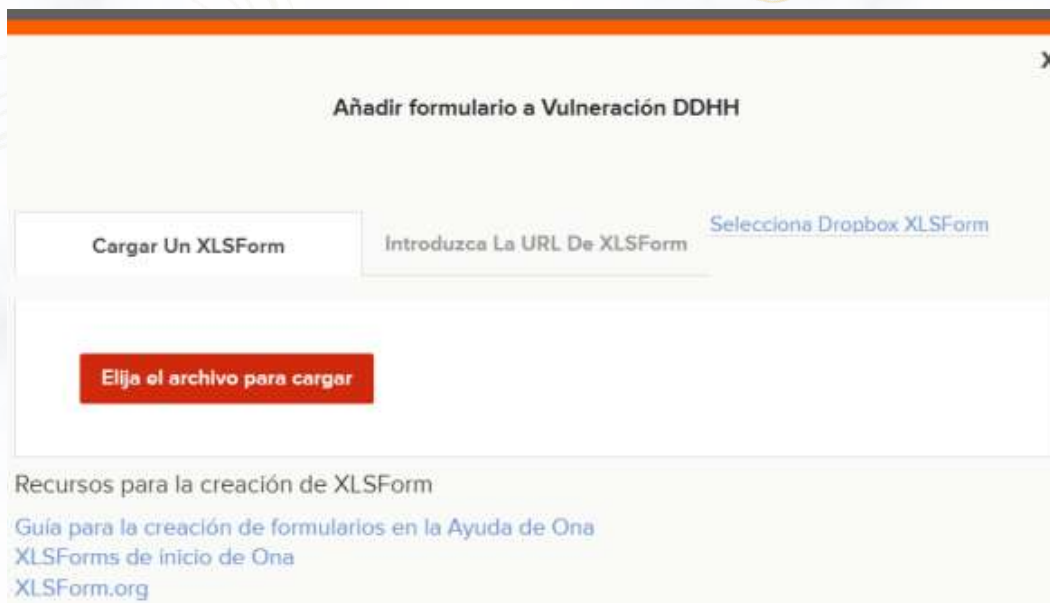 X
Añadir formulario a Vulneración DDHH
Cargar Un XLSForm
Introduzca La URL De XLSForm
Selecciona Dropbox XLSForm
Elija el archivo para cargar
Recursos para la creación de XLSForm
Guía para la creación de formularios en la Ayuda de Ona
XLSForms de inicio de Ona
XLSForm.org